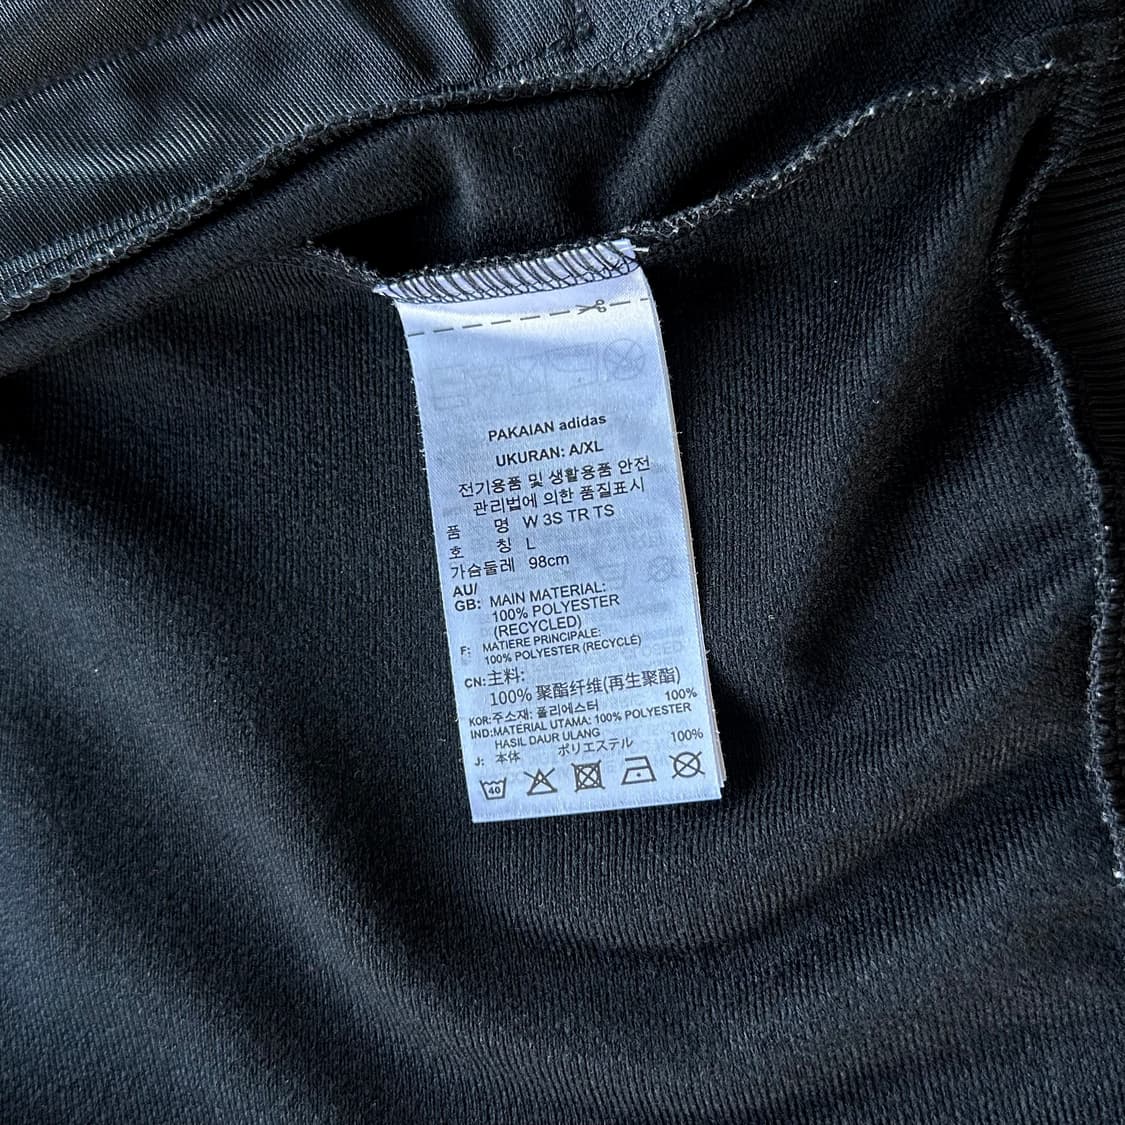 PAKAIAN adidas
UKURAN: A/XL
전기용품 및 생활용품 안전
관리법에 의한 품질표시
품 명 W 3S TR TS
호 칭 L
가슴둘레 98cm
AU/
GB: MAIN MATERIAL:
100% POLYESTER
(RECYCLED)
F: MATIERE PRINCIPALE:
100% POLYESTER (RECYCLÉ)
CN: 主料:
100% 聚酯纤维(再生聚酯)
KOR: 주소재: 폴리에스터 100%
IND: MATERIAL UTAMA: 100% POLYESTER
HASIL DAUR ULANG
J: 本体 ポリエステル 100%
40